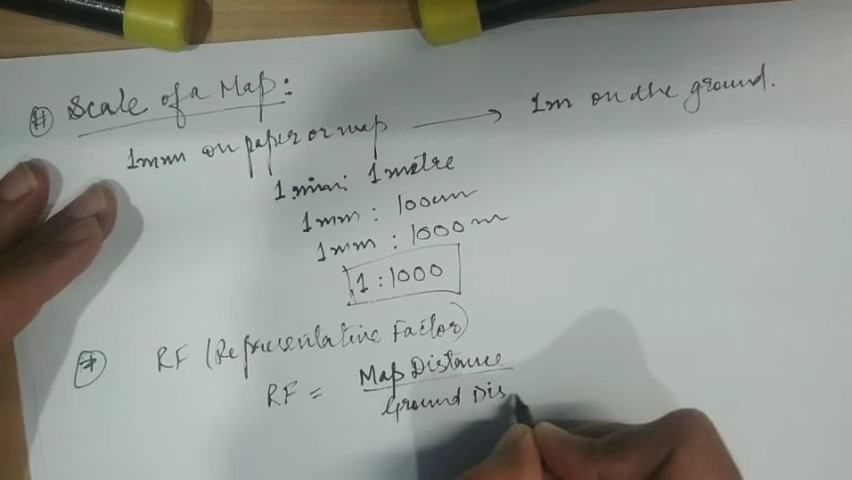 # Scale of a Map:
1mm on paper or map → 1m on the ground.
1mm: 1 metre
1mm : 100cm
1mm : 1000m
1:1000
* RF (Representative Factor)
RF = Map Distance
Ground Dis